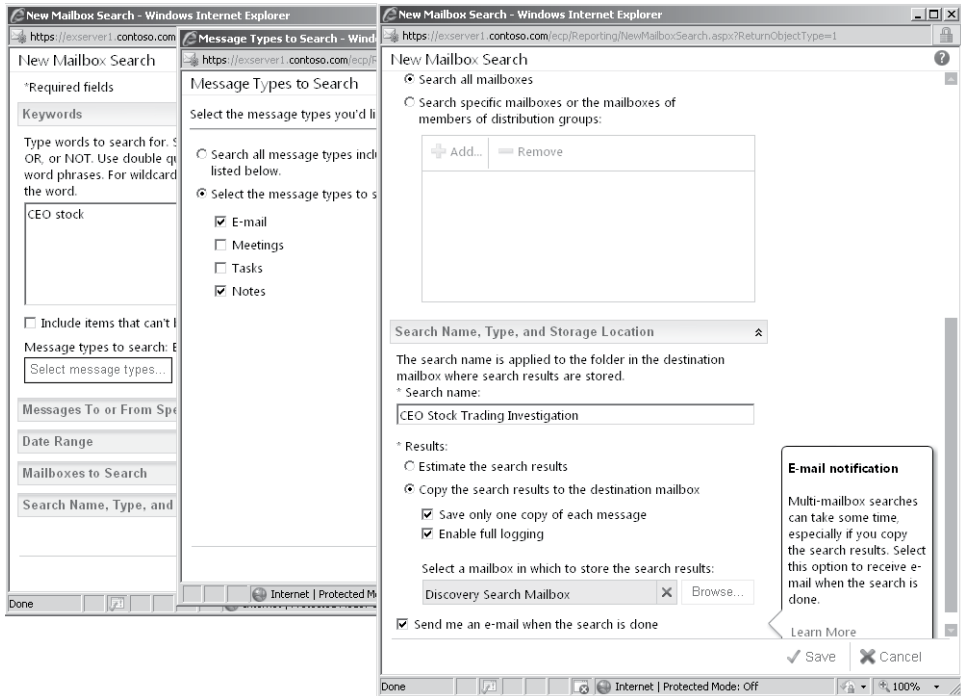 New Mailbox Search - Windows Internet Explorer
https://exserver1.contoso.com
New Mailbox Search
*Required fields
Keywords
Type words to search for.
OR, or NOT. Use double
word phrases. For wildcard
the word.
CEO stock
Include items that can't
Message types to search:
Select message types...
Messages To or From
Date Range
Mailboxes to Search
Search Name, Type, and
Done
Message Types to Search -
https://exserver1.contoso.com/ecp/
Message Types to Search
Select the message types you'd
Search all message types
listed below.
Select the message types to
E-mail
Meetings
Tasks
Notes
Internet | Protected
New Mailbox Search - Windows Internet Explorer
https://exserver1.contoso.com/ecp/Reporting/NewMailboxSearch.aspx?ReturnObjectType=1
New Mailbox Search
Search all mailboxes
Search specific mailboxes or the mailboxes of
members of distribution groups:
Add... Remove
Search Name, Type, and Storage Location
The search name is applied to the folder in the destination
mailbox where search results are stored.
* Search name:
CEO Stock Trading Investigation
* Results:
Estimate the search results
Copy the search results to the destination mailbox
Save only one copy of each message
Enable full logging
Select a mailbox in which to store the search results:
Discovery Search Mailbox Browse...
Send me an e-mail when the search is done
E-mail notification
Multi-mailbox searches
can take some time,
especially if you copy
the search results. Select
this option to receive e-
mail when the search is
done.
Learn More
Save Cancel
Done Internet | Protected Mode: Off 100%